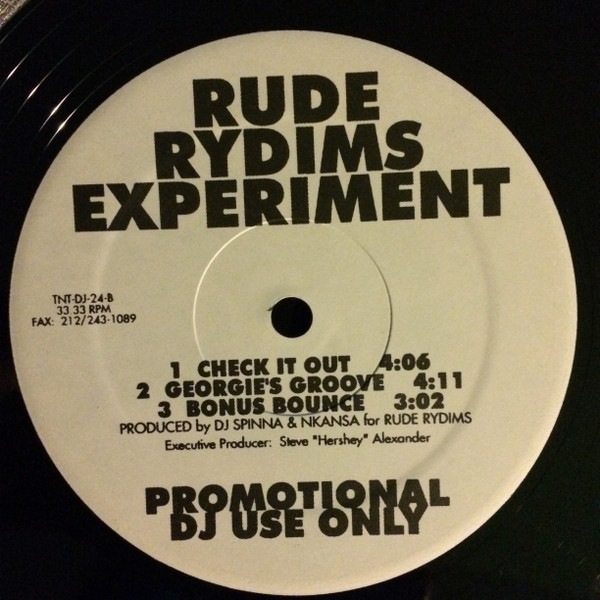 RUDE
RYDIMS
EXPERIMENT
TNT-DJ-24-B
33 33 RPM
FAX: 212/243-1089
1 CHECK IT OUT 4:06
2 GEORGIE'S GROOVE 4:11
3 BONUS BOUNCE 3:02
PRODUCED by DJ SPINNA & NKANSA for RUDE RYDIMS
Executive Producer: Steve "Hershey" Alexander
PROMOTIONAL
DJ USE ONLY